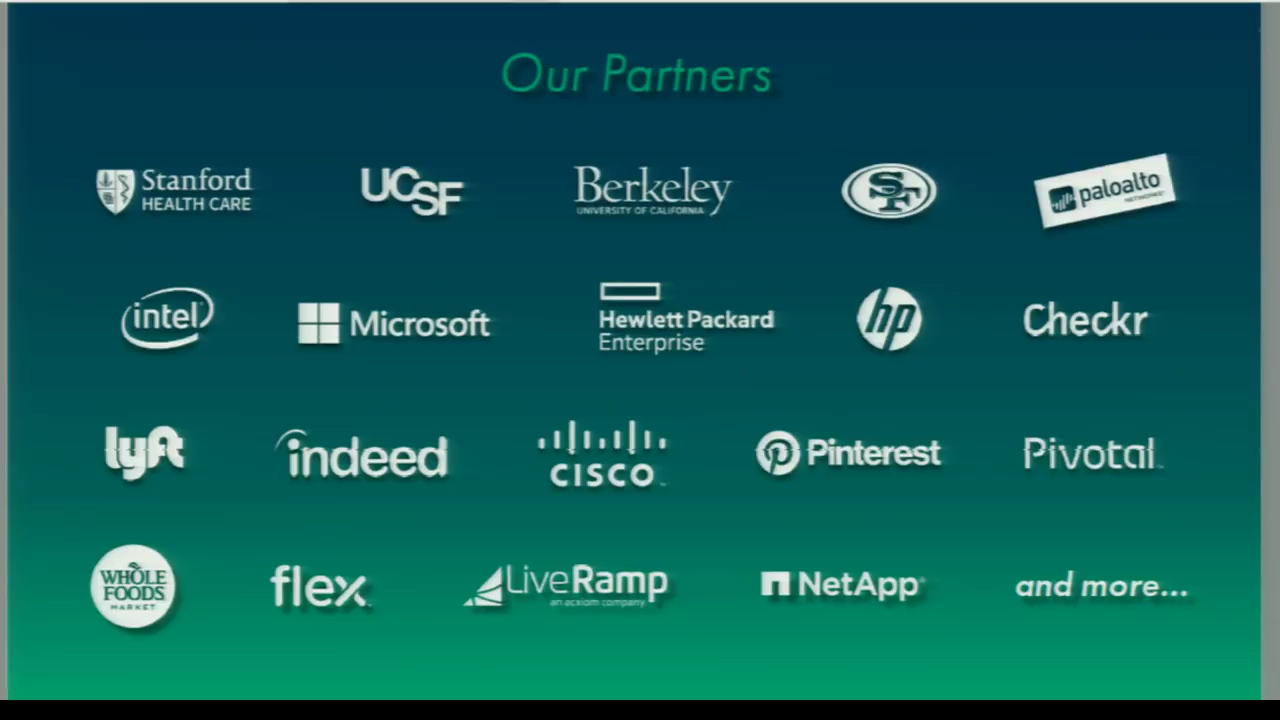 Our Partners
Stanford
HEALTH CARE
UCSF
Berkeley
UNIVERSITY OF CALIFORNIA
SF
paloalto
NETWORKS
intel
Microsoft
Hewlett Packard
Enterprise
hp
Checkr
lyft
indeed
CISCO
Pinterest
Pivotal
WHOLE
FOODS
MARKET
flex
LiveRamp
an acxiom company
NetApp
and more...